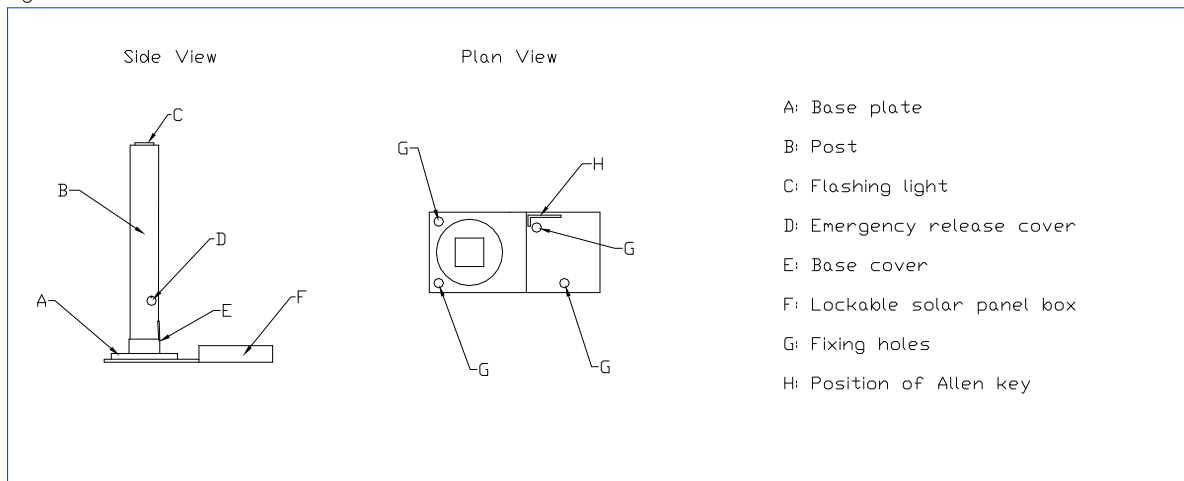 Side View
Plan View
C
B
D
A
E
F
G
H
G
G
G
A: Base plate
B: Post
C: Flashing light
D: Emergency release cover
E: Base cover
F: Lockable solar panel box
G: Fixing holes
H: Position of Allen key